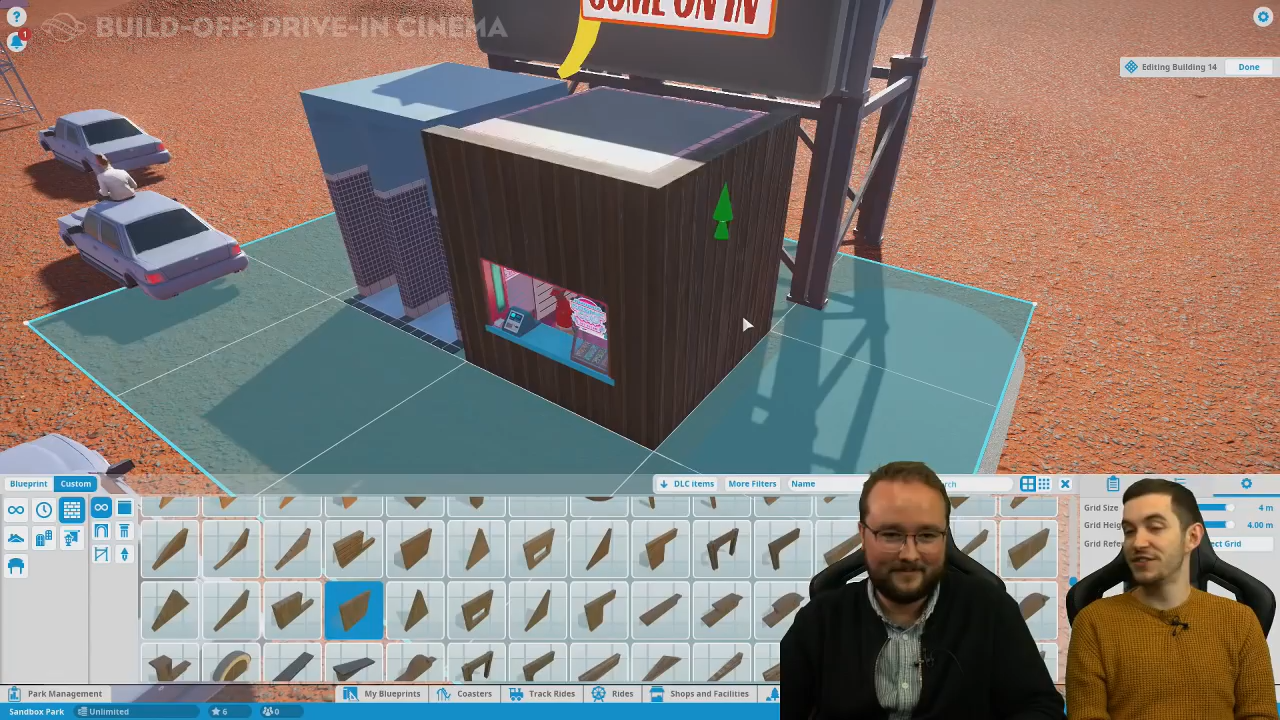 BUILD-OFF: DRIVE-IN CINEMA
COME ON IN
?
1
Editing Building 14
Done
Blueprint
Custom
DLC items
More Filters
Name
Grid Size
4 m
4.00 m
Park Management
My Blueprints
Coasters
Track Rides
Rides
Shops and Facilities
Sandbox Park
Unlimited
6
0